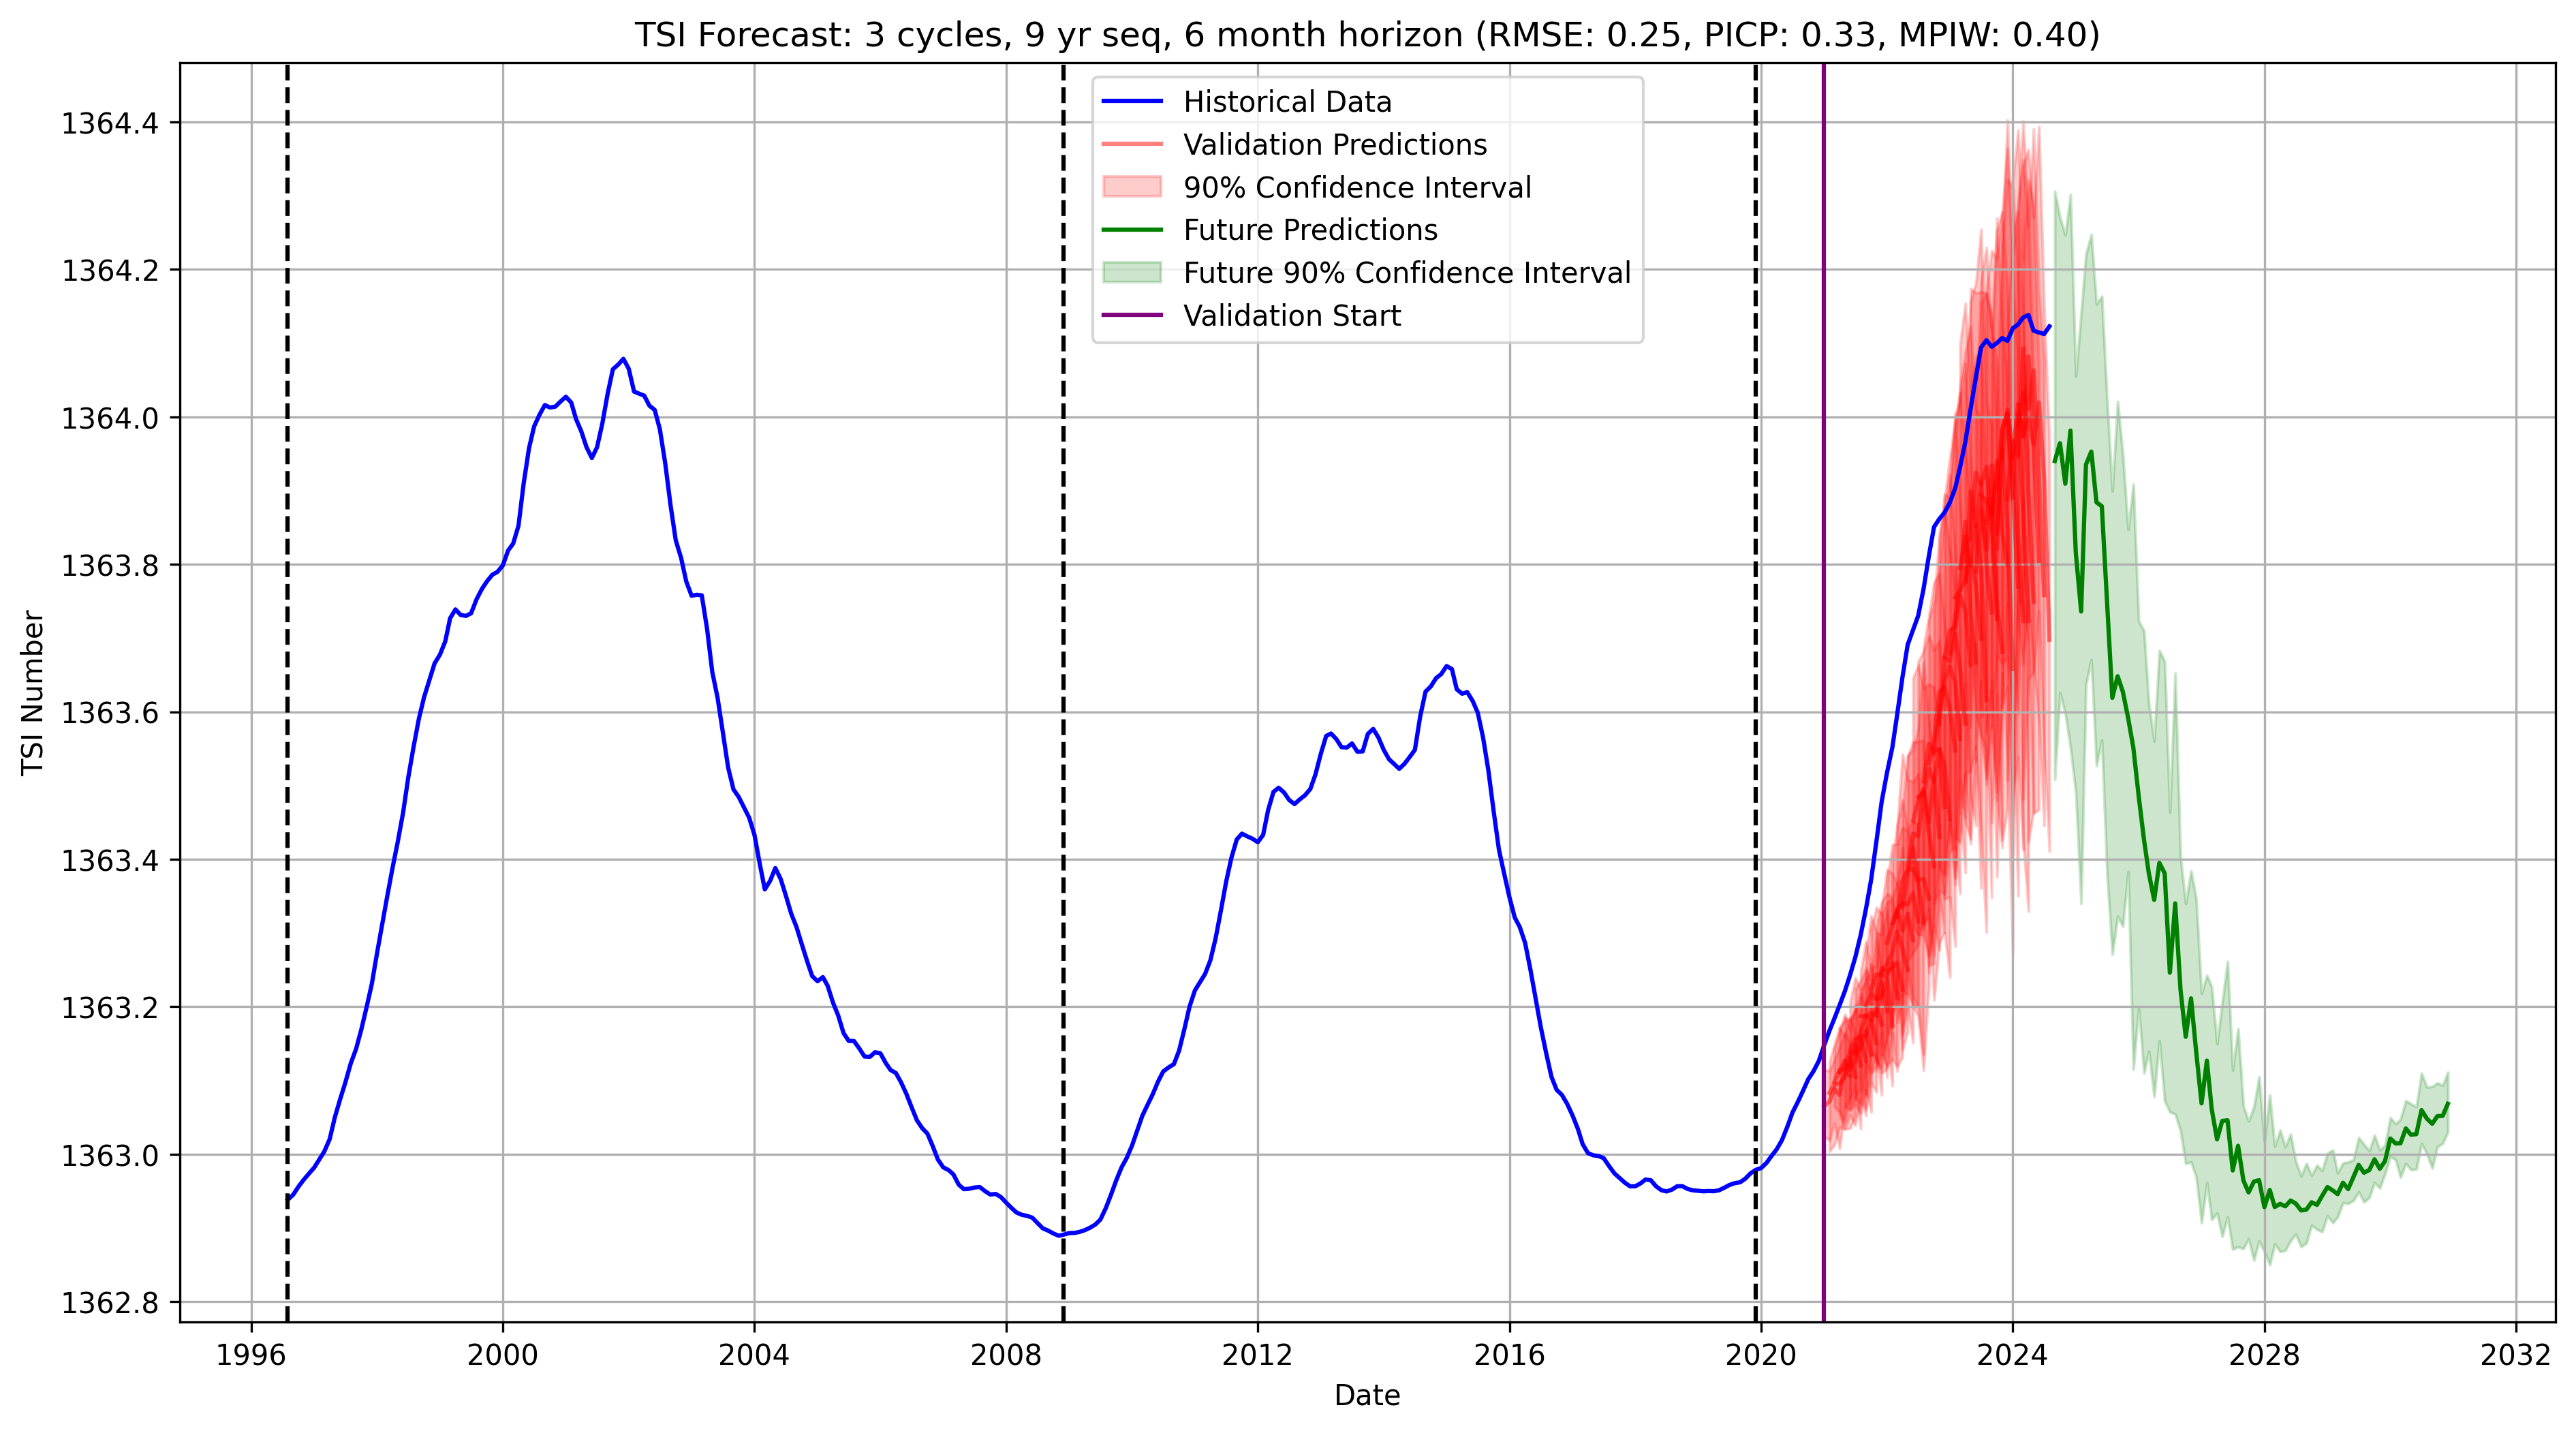 TSI Forecast: 3 cycles, 9 yr seq, 6 month horizon (RMSE: 0.25, PICP: 0.33, MPIW: 0.40)
Historical Data
Validation Predictions
90% Confidence Interval
Future Predictions
Future 90% Confidence Interval
Validation Start
TSI Number
1364.4
1364.2
1364.0
1363.8
1363.6
1363.4
1363.2
1363.0
1362.8
1996 2000 2004 2008 2012 2016 2020 2024 2028 2032
Date